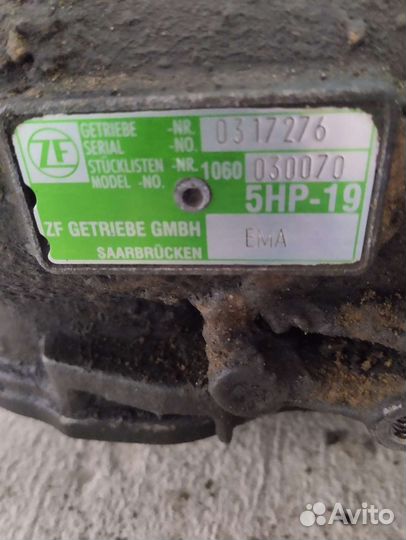 ZF
GETRIEBE -NR. 0317276
SERIAL -NO.
STÜCKLISTEN -NR. 1060 030070
MODEL -NO.
5HP-19
ZF GETRIEBE GMBH EMA
SAARBRÜCKEN
Avito